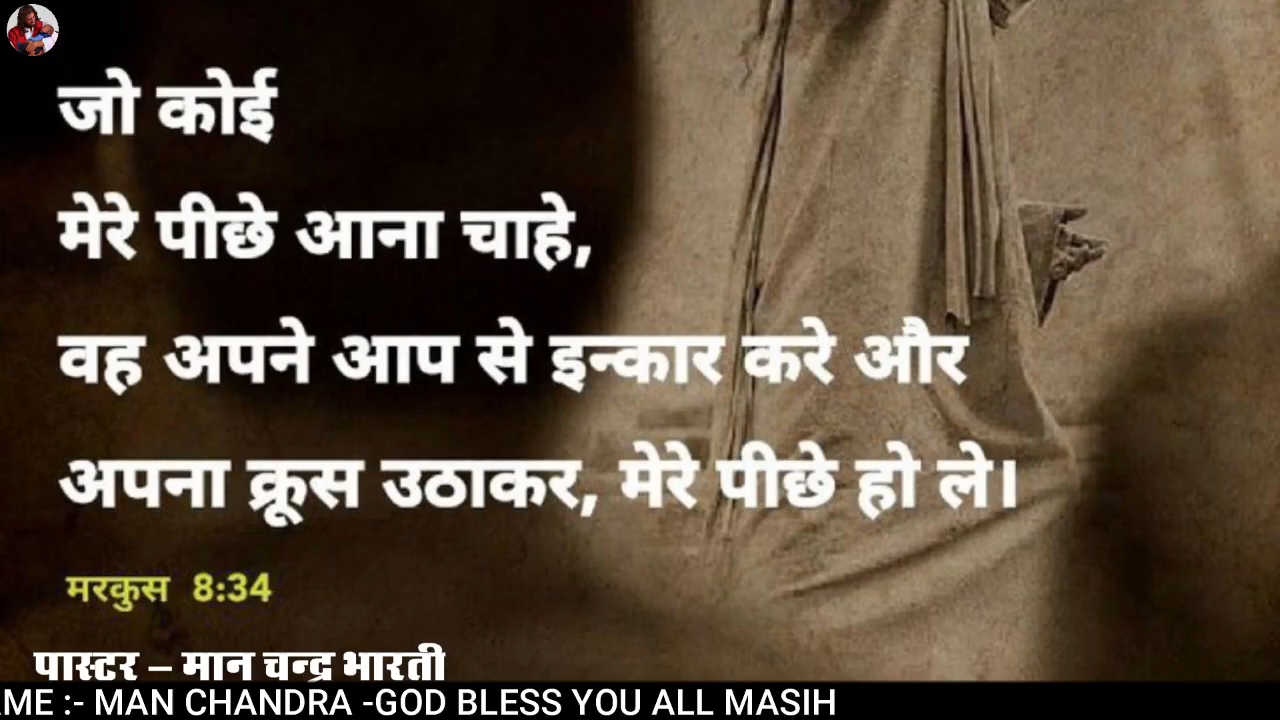 जो कोई
मेरे पीछे आना चाहे,
वह अपने आप से इन्कार करे और
अपना क्रूस उठाकर, मेरे पीछे हो ले।
मरकुस 8:34
पास्टर – मान चन्द्र भारती
:- MAN CHANDRA -GOD BLESS YOU ALL MASIH